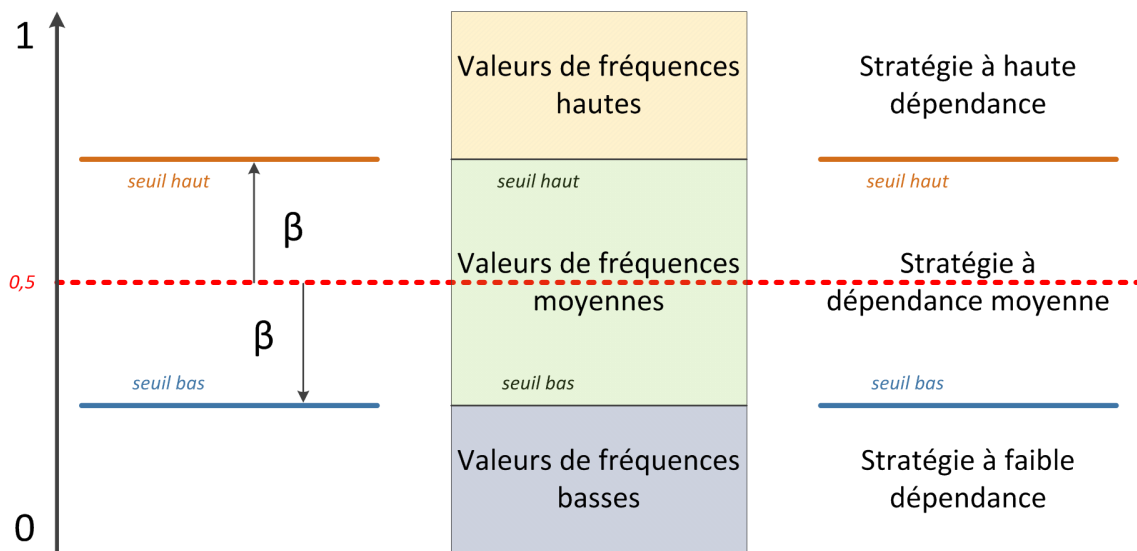 1
Valeurs de fréquences
hautes
Stratégie à haute
dépendance
seuil haut
seuil haut
seuil haut
β
0,5
Valeurs de fréquences
moyennes
Stratégie à
dépendance moyenne
β
seuil bas
seuil bas
seuil bas
Valeurs de fréquences
basses
Stratégie à faible
dépendance
0